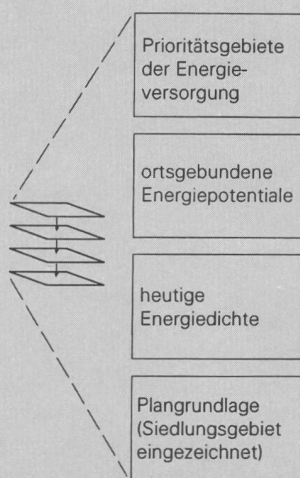 Prioritätsgebiete
der Energie-
versorgung
ortsgebundene
Energiepotentiale
heutige
Energiedichte
Plangrundlage
(Siedlungsgebiet
eingezeichnet)